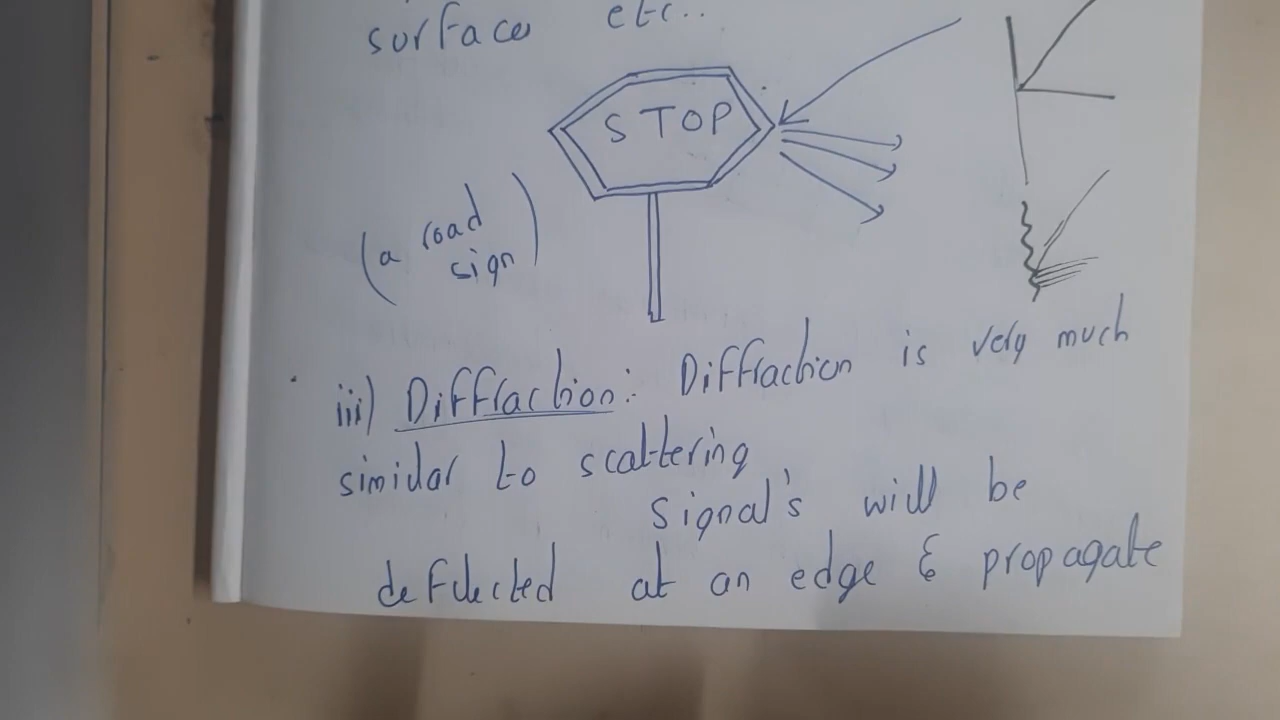 surface etc..
STOP
(a road
sign)
iii) Diffraction: Diffraction is very much
similar to scattering
signal's will be
deflected at an edge & propagate